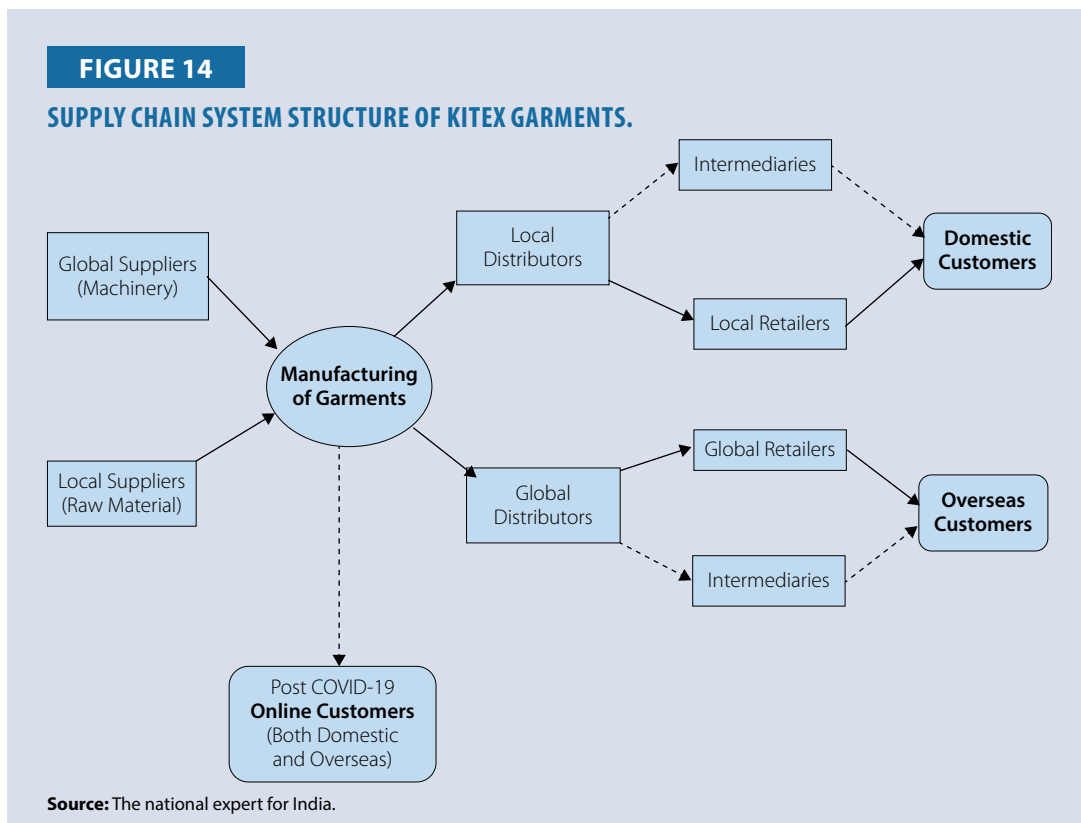 FIGURE 14
SUPPLY CHAIN SYSTEM STRUCTURE OF KITEX GARMENTS.
Intermediaries
Local
Distributors
Domestic
Customers
Global Suppliers
(Machinery)
Local Retailers
Manufacturing
of Garments
Global Retailers
Local Suppliers
(Raw Material)
Global
Distributors
Overseas
Customers
Intermediaries
Post COVID-19
Online Customers
(Both Domestic
and Overseas)
Source: The national expert for India.